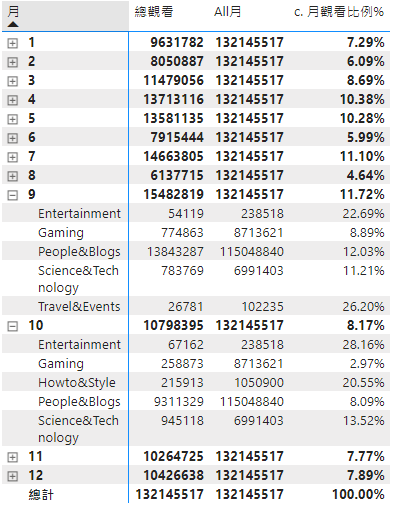 月 總觀看 All月 c. 月觀看比例%
1 9631782 132145517 7.29%
2 8050887 132145517 6.09%
3 11479056 132145517 8.69%
4 13713116 132145517 10.38%
5 13581135 132145517 10.28%
6 7915444 132145517 5.99%
7 14663805 132145517 11.10%
8 6137715 132145517 4.64%
9 15482819 132145517 11.72%
Entertainment 54119 238518 22.69%
Gaming 774863 8713621 8.89%
People&Blogs 13843287 115048840 12.03%
Science&Tech 783769 6991403 11.21%
nology
Travel&Events 26781 102235 26.20%
10 10798395 132145517 8.17%
Entertainment 67162 238518 28.16%
Gaming 258873 8713621 2.97%
Howto&Style 215913 1050900 20.55%
People&Blogs 9311329 115048840 8.09%
Science&Tech 945118 6991403 13.52%
nology
11 10264725 132145517 7.77%
12 10426638 132145517 7.89%
總計 132145517 132145517 100.00%